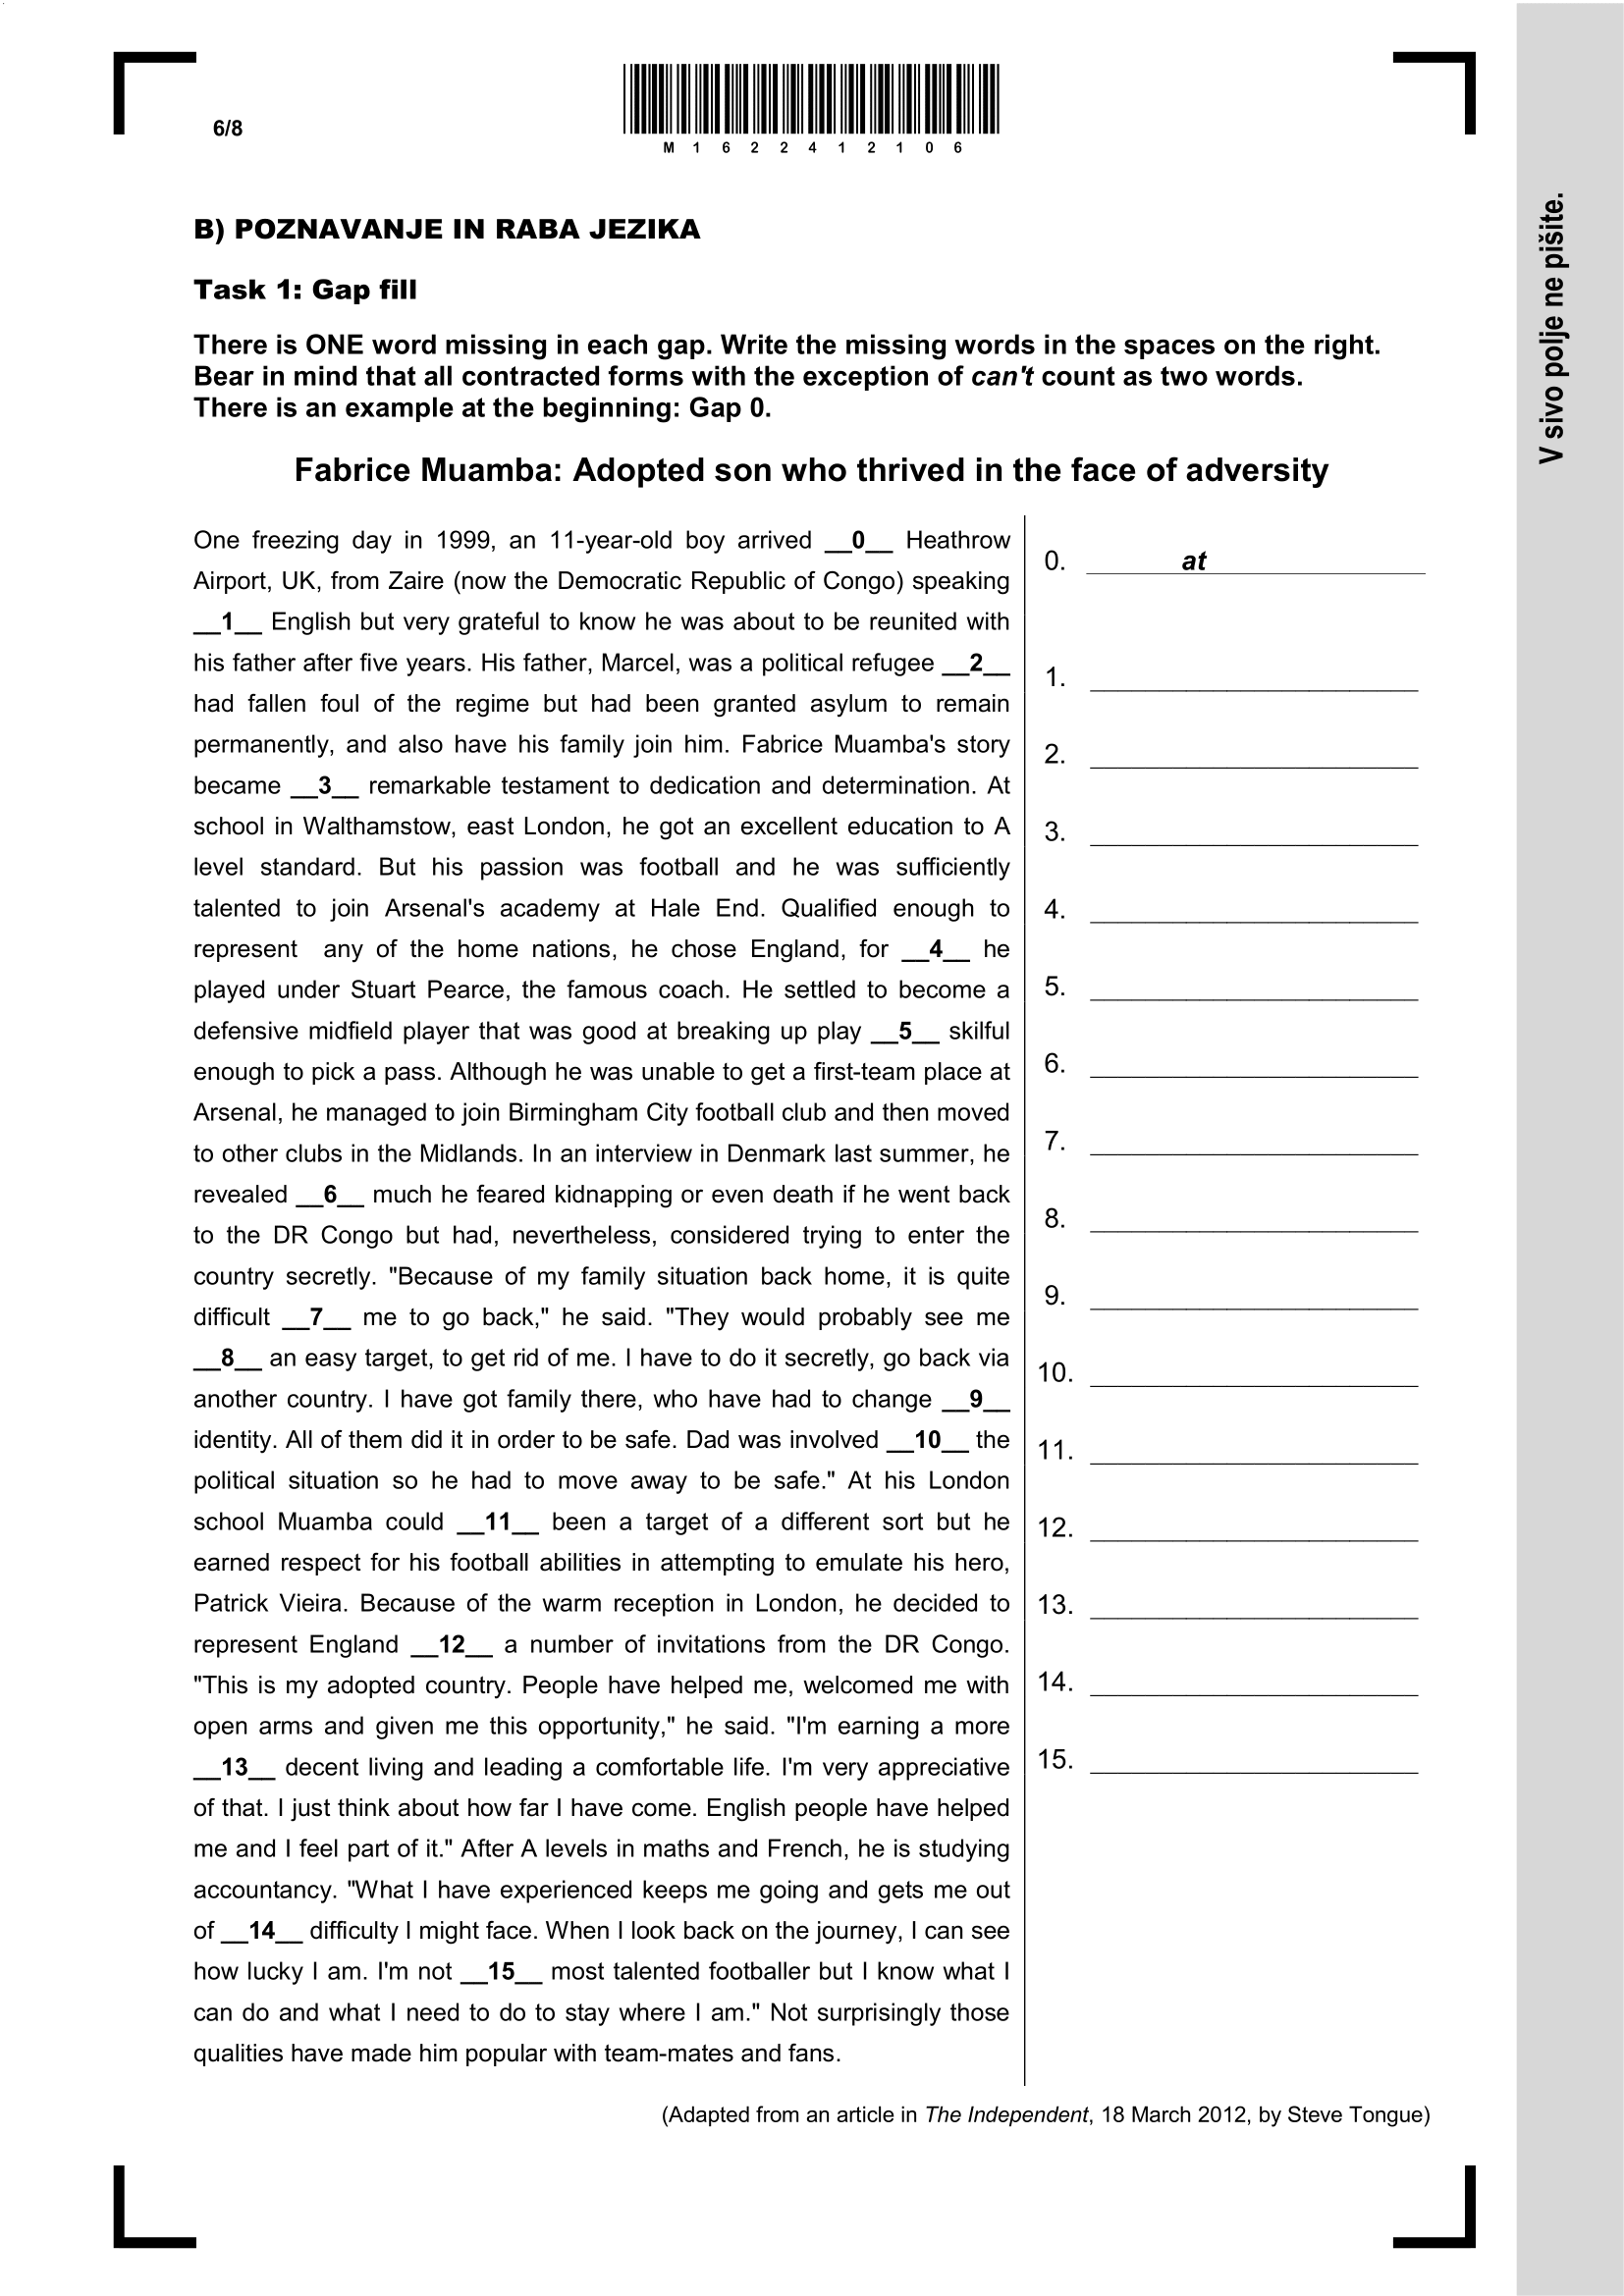 6/8
M 1 6 2 2 4 1 2 1 0 6
V sivo polje ne pišite.
B) POZNAVANJE IN RABA JEZIKA
Task 1: Gap fill
There is ONE word missing in each gap. Write the missing words in the spaces on the right.
Bear in mind that all contracted forms with the exception of can't count as two words.
There is an example at the beginning: Gap 0.
Fabrice Muamba: Adopted son who thrived in the face of adversity
One freezing day in 1999, an 11-year-old boy arrived __0__ Heathrow
Airport, UK, from Zaire (now the Democratic Republic of Congo) speaking
__1__ English but very grateful to know he was about to be reunited with
his father after five years. His father, Marcel, was a political refugee __2__
had fallen foul of the regime but had been granted asylum to remain
permanently, and also have his family join him. Fabrice Muamba's story
became __3__ remarkable testament to dedication and determination. At
school in Walthamstow, east London, he got an excellent education to A
level standard. But his passion was football and he was sufficiently
talented to join Arsenal's academy at Hale End. Qualified enough to
represent any of the home nations, he chose England, for __4__ he
played under Stuart Pearce, the famous coach. He settled to become a
defensive midfield player that was good at breaking up play __5__ skilful
enough to pick a pass. Although he was unable to get a first-team place at
Arsenal, he managed to join Birmingham City football club and then moved
to other clubs in the Midlands. In an interview in Denmark last summer, he
revealed __6__ much he feared kidnapping or even death if he went back
to the DR Congo but had, nevertheless, considered trying to enter the
country secretly. "Because of my family situation back home, it is quite
difficult __7__ me to go back," he said. "They would probably see me
__8__ an easy target, to get rid of me. I have to do it secretly, go back via
another country. I have got family there, who have had to change __9__
identity. All of them did it in order to be safe. Dad was involved __10__ the
political situation so he had to move away to be safe." At his London
school Muamba could __11__ been a target of a different sort but he
earned respect for his football abilities in attempting to emulate his hero,
Patrick Vieira. Because of the warm reception in London, he decided to
represent England __12__ a number of invitations from the DR Congo.
"This is my adopted country. People have helped me, welcomed me with
open arms and given me this opportunity," he said. "I'm earning a more
__13__ decent living and leading a comfortable life. I'm very appreciative
of that. I just think about how far I have come. English people have helped
me and I feel part of it." After A levels in maths and French, he is studying
accountancy. "What I have experienced keeps me going and gets me out
of __14__ difficulty I might face. When I look back on the journey, I can see
how lucky I am. I'm not __15__ most talented footballer but I know what I
can do and what I need to do to stay where I am." Not surprisingly those
qualities have made him popular with team-mates and fans.
0. at
1.
2.
3.
4.
5.
6.
7.
8.
9.
10.
11.
12.
13.
14.
15.
(Adapted from an article in The Independent, 18 March 2012, by Steve Tongue)